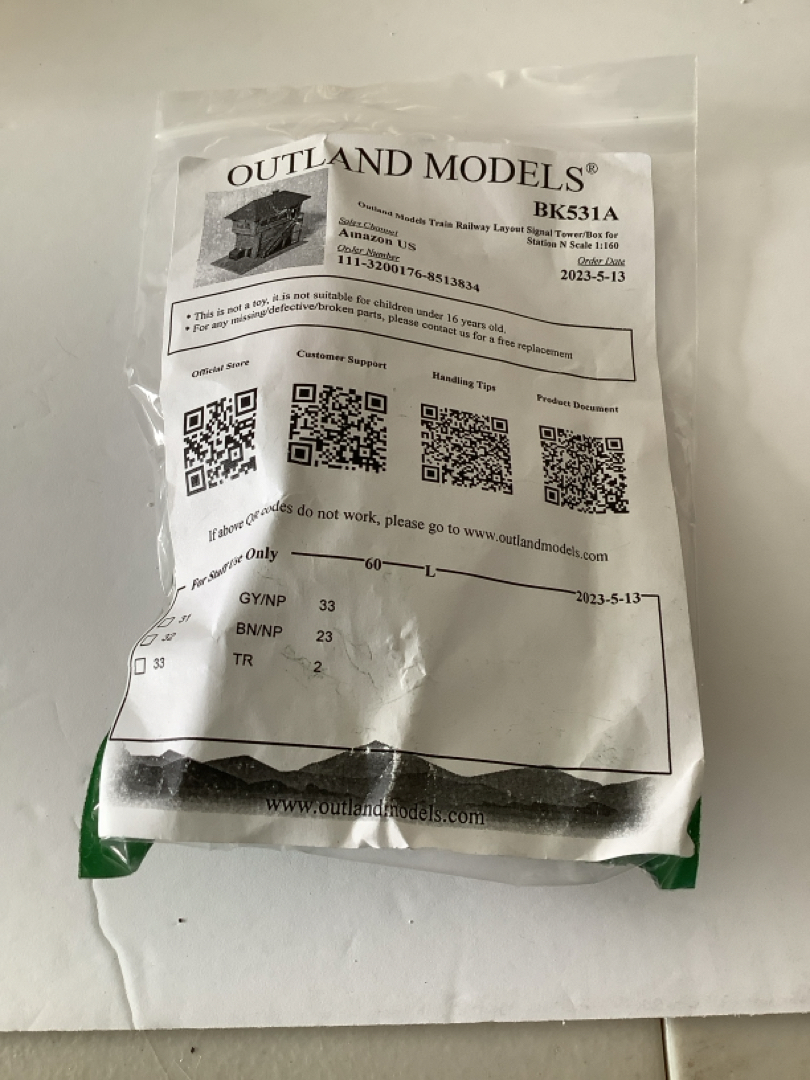 OUTLAND MODELS®
BK531A
Outland Models Train Railway Layout Signal Tower/Box for
Station N Scale 1:160
Sales Channel
Amazon US
Order Number
111-3200176-8513834
Order Date
2023-5-13
• This is not a toy, it is not suitable for children under 16 years old.
• For any missing/defective/broken parts, please contact us for a free replacement
Official Store
Customer Support
Handling Tips
Product Document
If above QR codes do not work, please go to www.outlandmodels.com
For Staff Use Only
60
L
2023-5-13
31
GY/NP 33
32
BN/NP 23
33
TR 2
www.outlandmodels.com